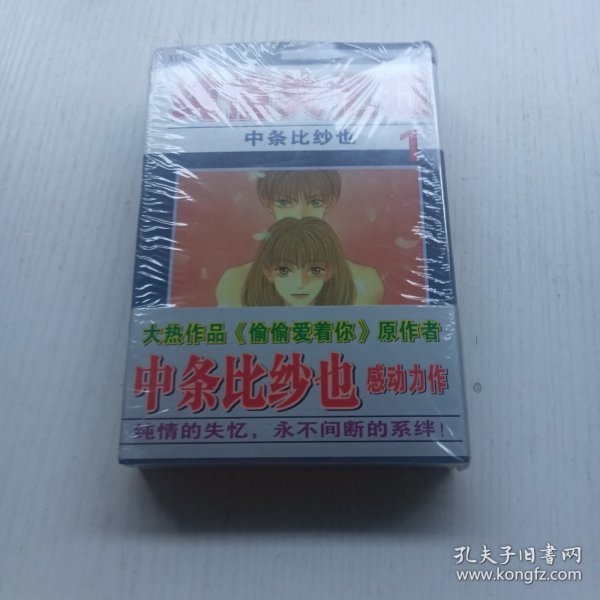 中条比纱也
1
大热作品《偷偷爱着你》原作者
中条比纱也 感动力作
纯情的失忆，永不间断的系绊！
孔夫子旧书网
www.kongfz.com